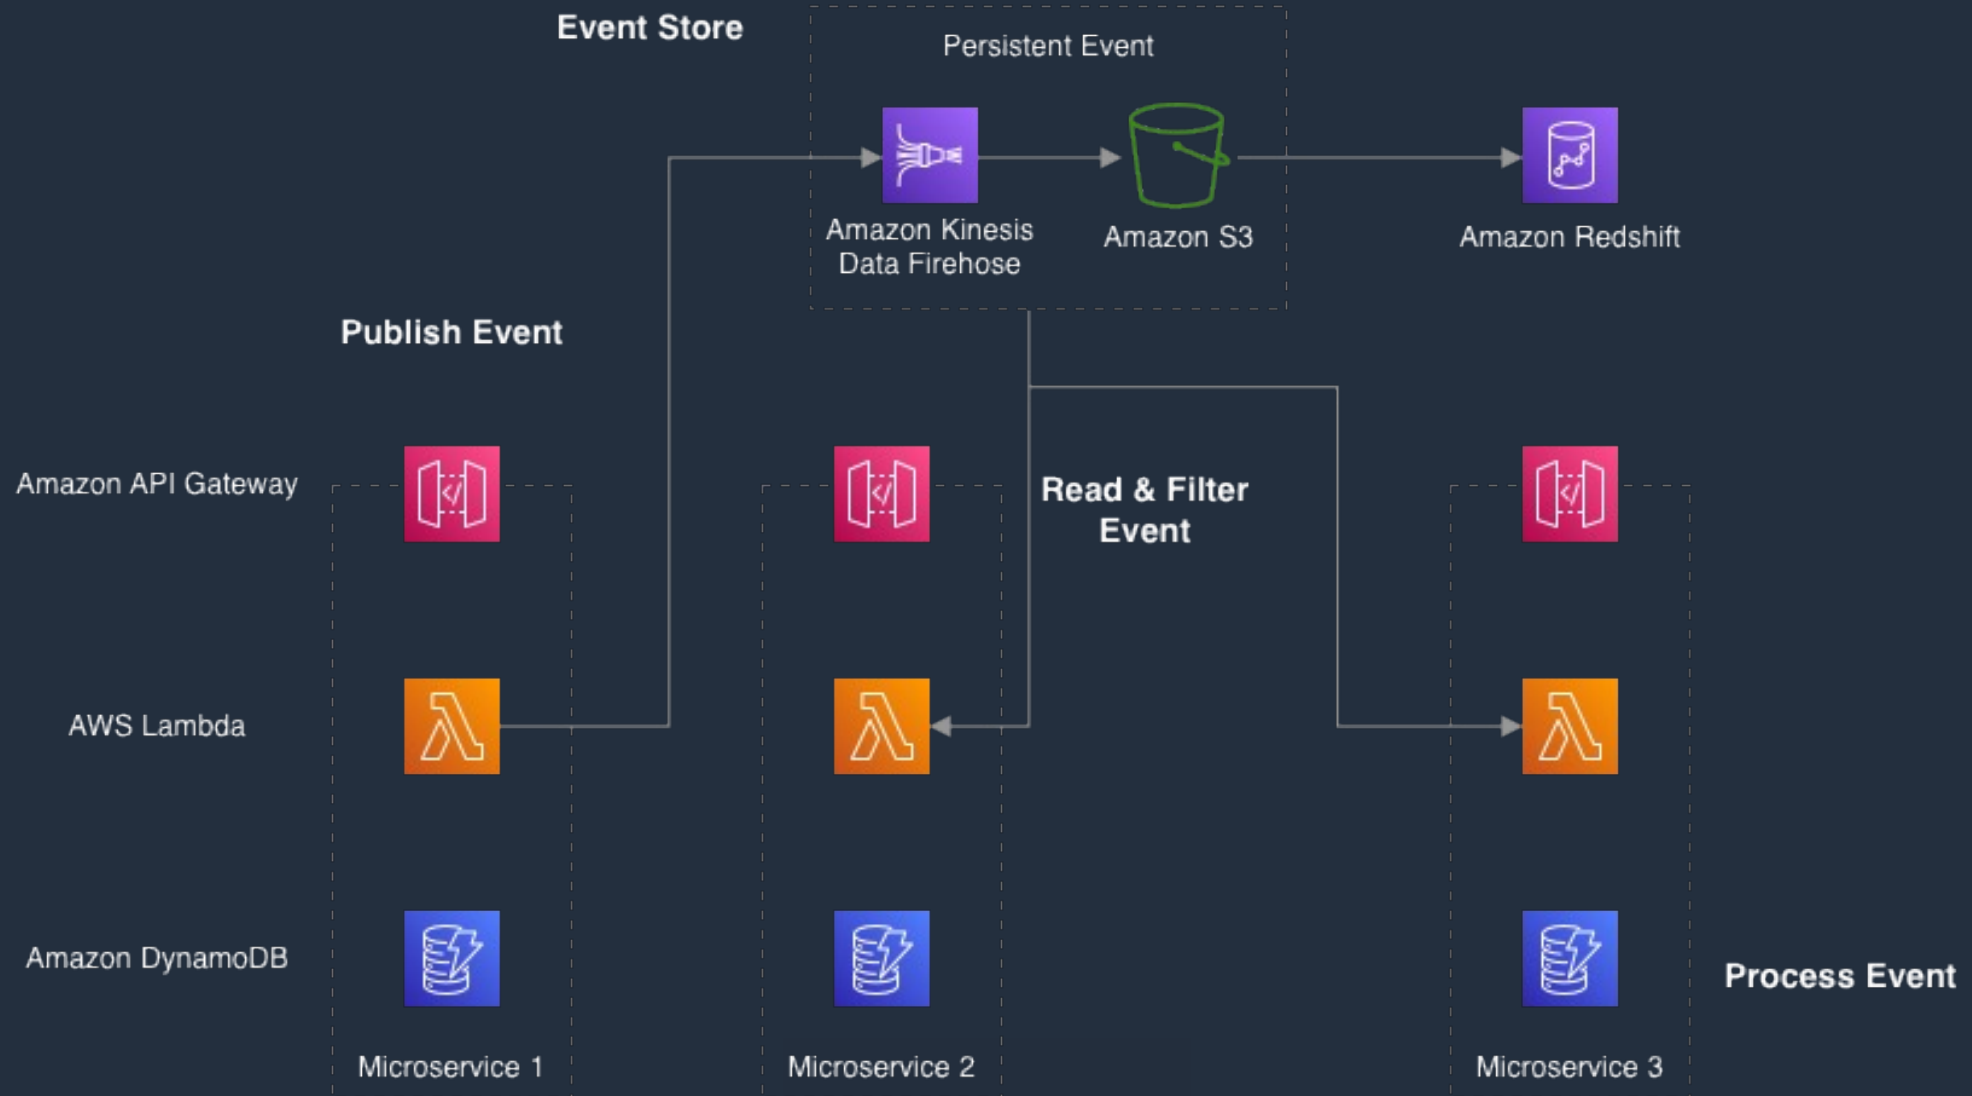 Event Store
Persistent Event
Amazon Kinesis
Data Firehose
Amazon S3
Amazon Redshift
Publish Event
Amazon API Gateway
Read & Filter
Event
AWS Lambda
Amazon DynamoDB
Process Event
Microservice 1
Microservice 2
Microservice 3